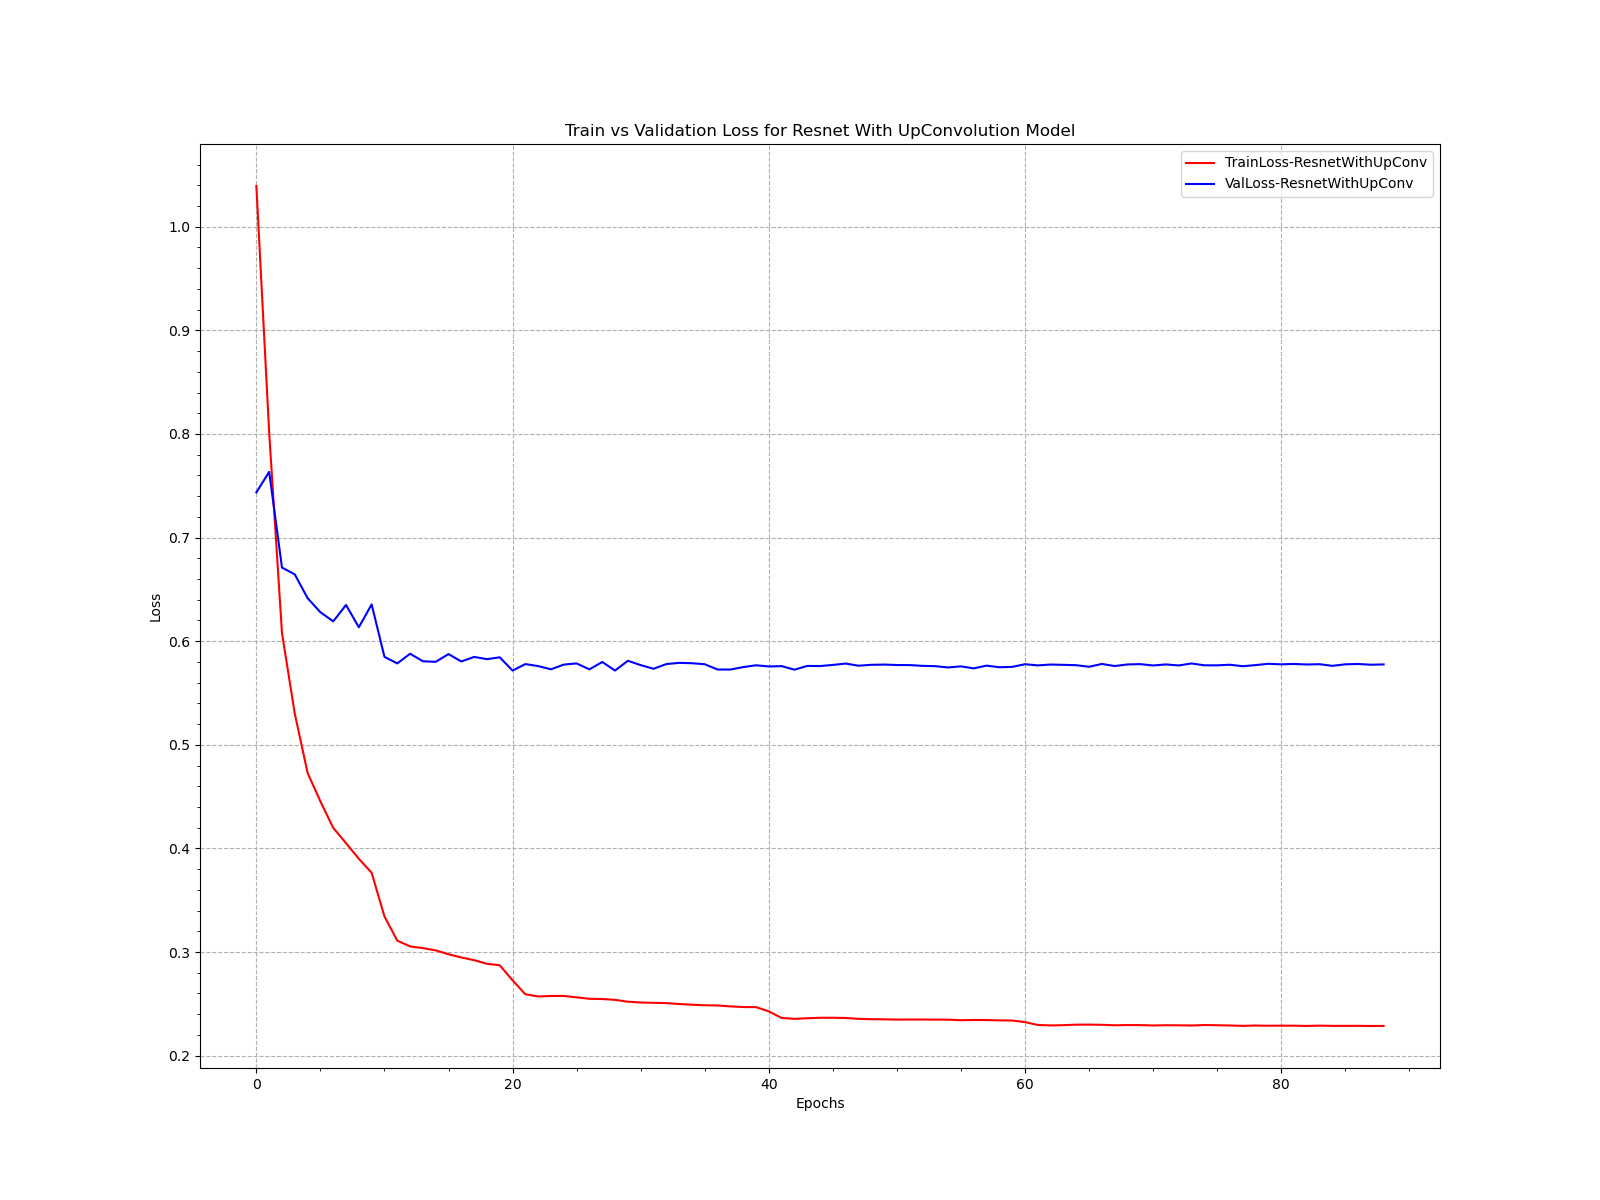 Train vs Validation Loss for Resnet With UpConvolution Model
TrainLoss-ResnetWithUpConv
ValLoss-ResnetWithUpConv
1.0
0.9
0.8
0.7
0.6
0.5
0.4
0.3
0.2
Loss
0 20 40 60 80
Epochs